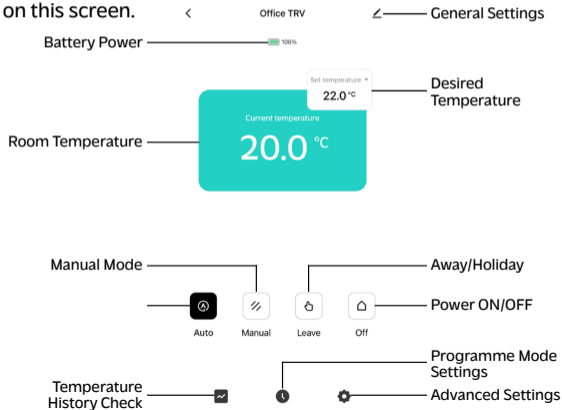 on this screen.
Office TRV
General Settings
Battery Power
100%
Set temperature
22.0°C
Desired
Temperature
Current temperature
Room Temperature
20.0 °C
Manual Mode
Away/Holiday
Power ON/OFF
Auto
Manual
Leave
Off
Programme Mode
Settings
Temperature
History Check
Advanced Settings